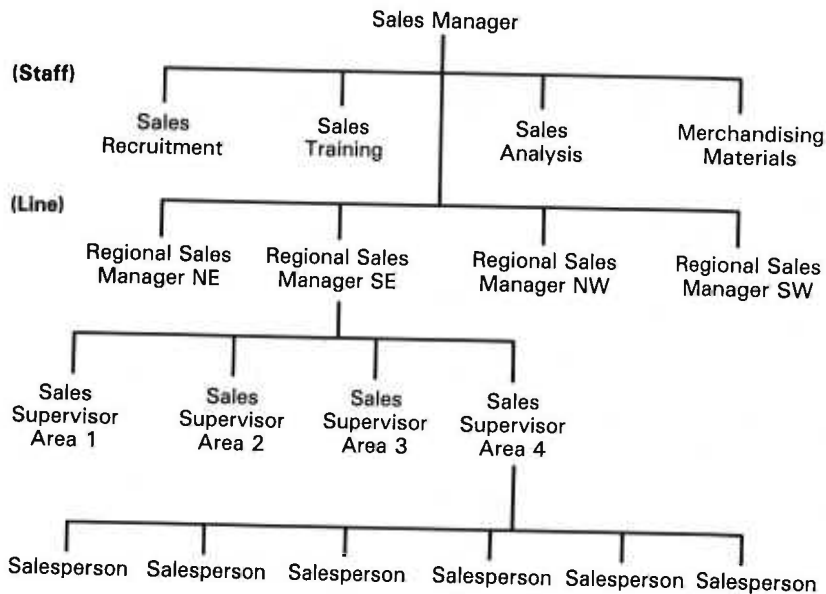 Sales Manager
(Staff)
Sales
Recruitment
Sales
Training
Sales
Analysis
Merchandising
Materials
(Line)
Regional Sales
Manager NE
Regional Sales
Manager SE
Regional Sales
Manager NW
Regional Sales
Manager SW
Sales
Supervisor
Area 1
Sales
Supervisor
Area 2
Sales
Supervisor
Area 3
Sales
Supervisor
Area 4
Salesperson
Salesperson
Salesperson
Salesperson
Salesperson
Salesperson